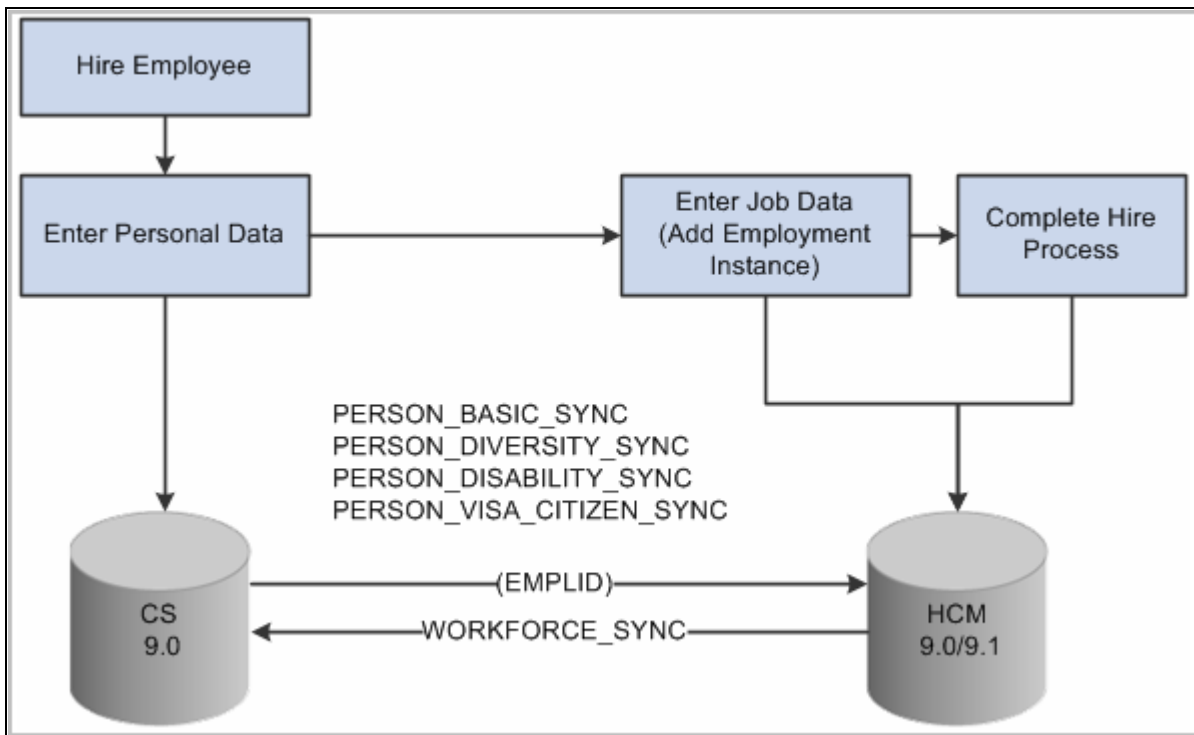 Hire Employee
Enter Personal Data
Enter Job Data
(Add Employment
Instance)
Complete Hire
Process
PERSON_BASIC_SYNC
PERSON_DIVERSITY_SYNC
PERSON_DISABILITY_SYNC
PERSON_VISA_CITIZEN_SYNC
(EMPLID)
WORKFORCE_SYNC
CS
9.0
HCM
9.0/9.1